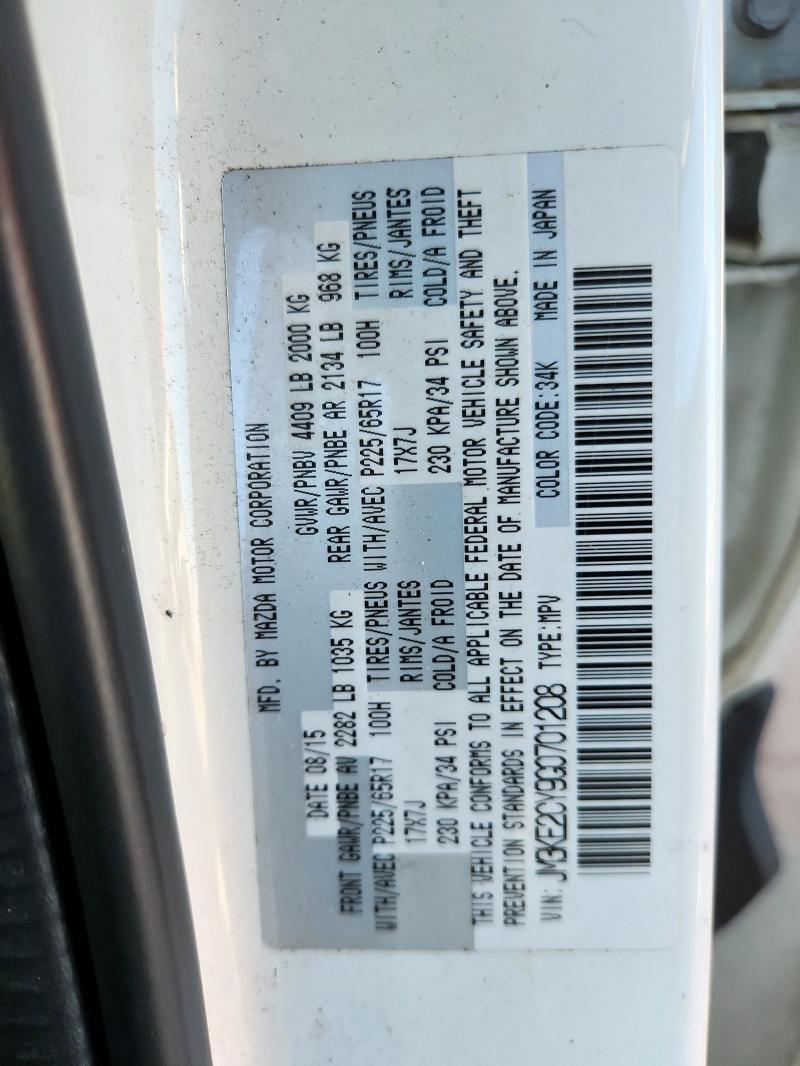 MFD. BY MAZDA MOTOR CORPORATION
DATE 08/15 GVWR/PNBV 4409 LB 2000 KG
FRONT GAWR/PNBE AV 2282 LB 1035 KG REAR GAWR/PNBE AR 2134 LB 968 KG
WITH/AVEC P225/65R17 100H TIRES/PNEUS WITH/AVEC P225/65R17 100H TIRES/PNEUS
17X7J RIMS/JANTES 17X7J RIMS/JANTES
230 KPA/34 PSI COLD/A FROID 230 KPA/34 PSI COLD/A FROID
THIS VEHICLE CONFORMS TO ALL APPLICABLE FEDERAL MOTOR VEHICLE SAFETY AND THEFT
PREVENTION STANDARDS IN EFFECT ON THE DATE OF MANUFACTURE SHOWN ABOVE.
VIN: JM3KE2CY9G0701208 TYPE:MPV COLOR CODE:34K MADE IN JAPAN